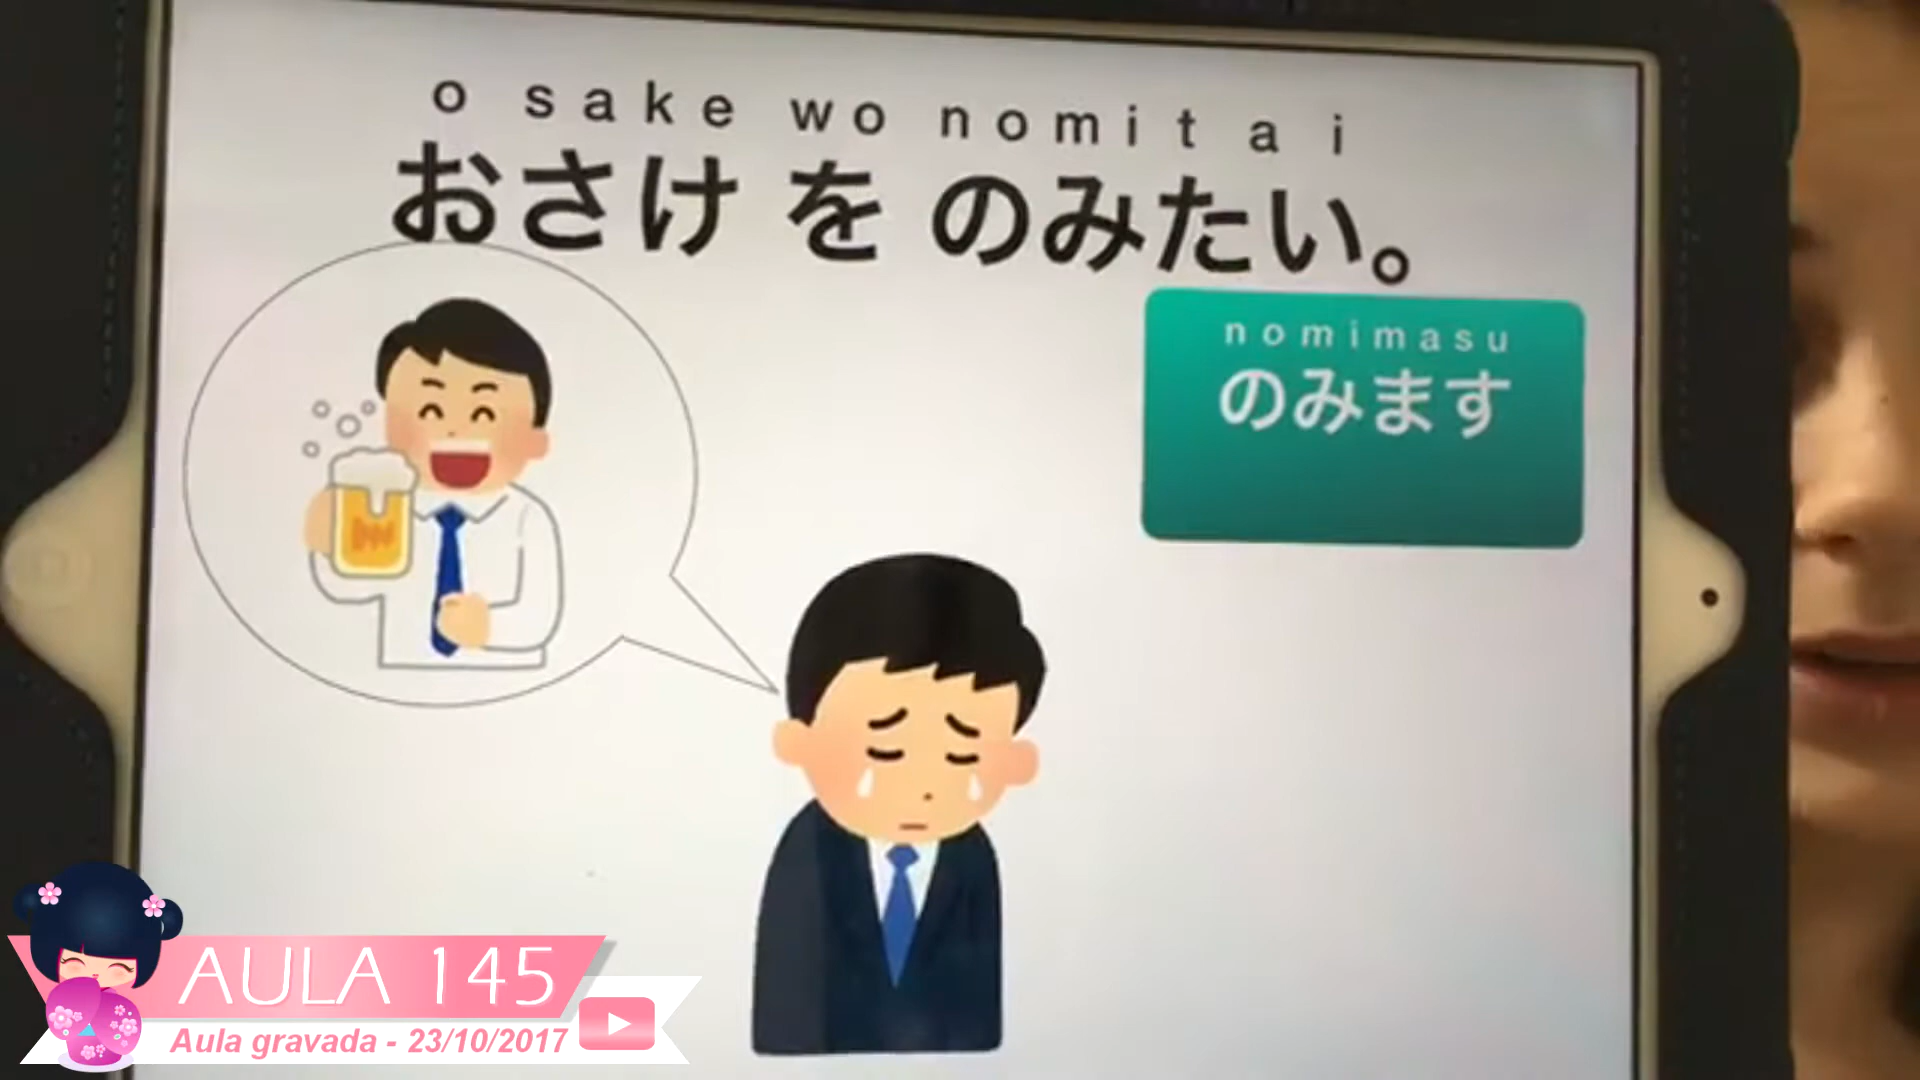 o sake wo nomitai
おさけ を のみたい。
nomimasu
のみます
AULA 145
Aula gravada - 23/10/2017